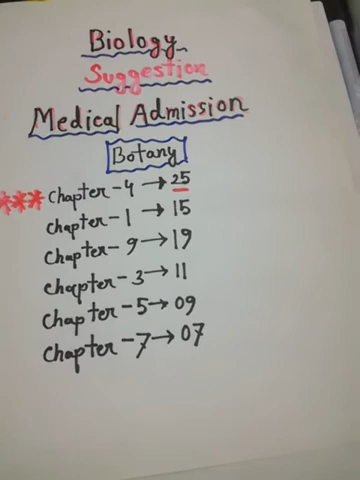 Biology
Suggestion
Medical Admission
Botany
*** Chapter-4 → 25
Chapter-1 → 15
Chapter-9 → 19
Chapter-3 → 11
Chapter-5 → 09
Chapter-7 → 07